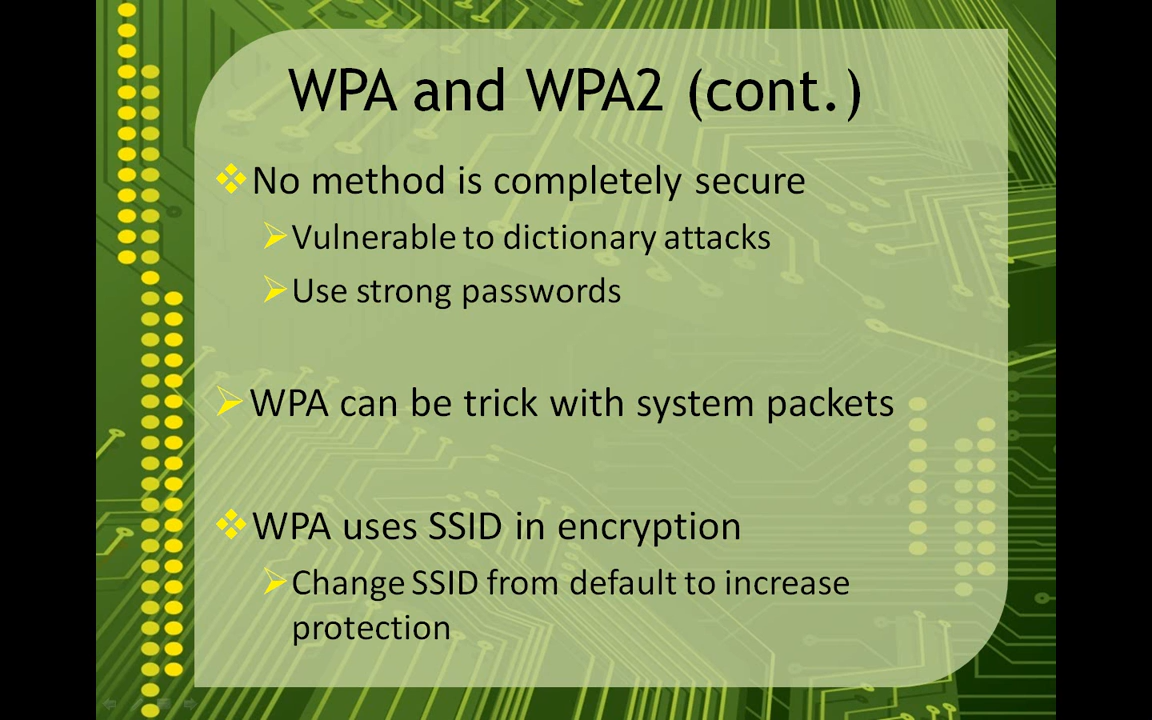 WPA and WPA2 (cont.)
No method is completely secure
Vulnerable to dictionary attacks
Use strong passwords
WPA can be trick with system packets
WPA uses SSID in encryption
Change SSID from default to increase
protection